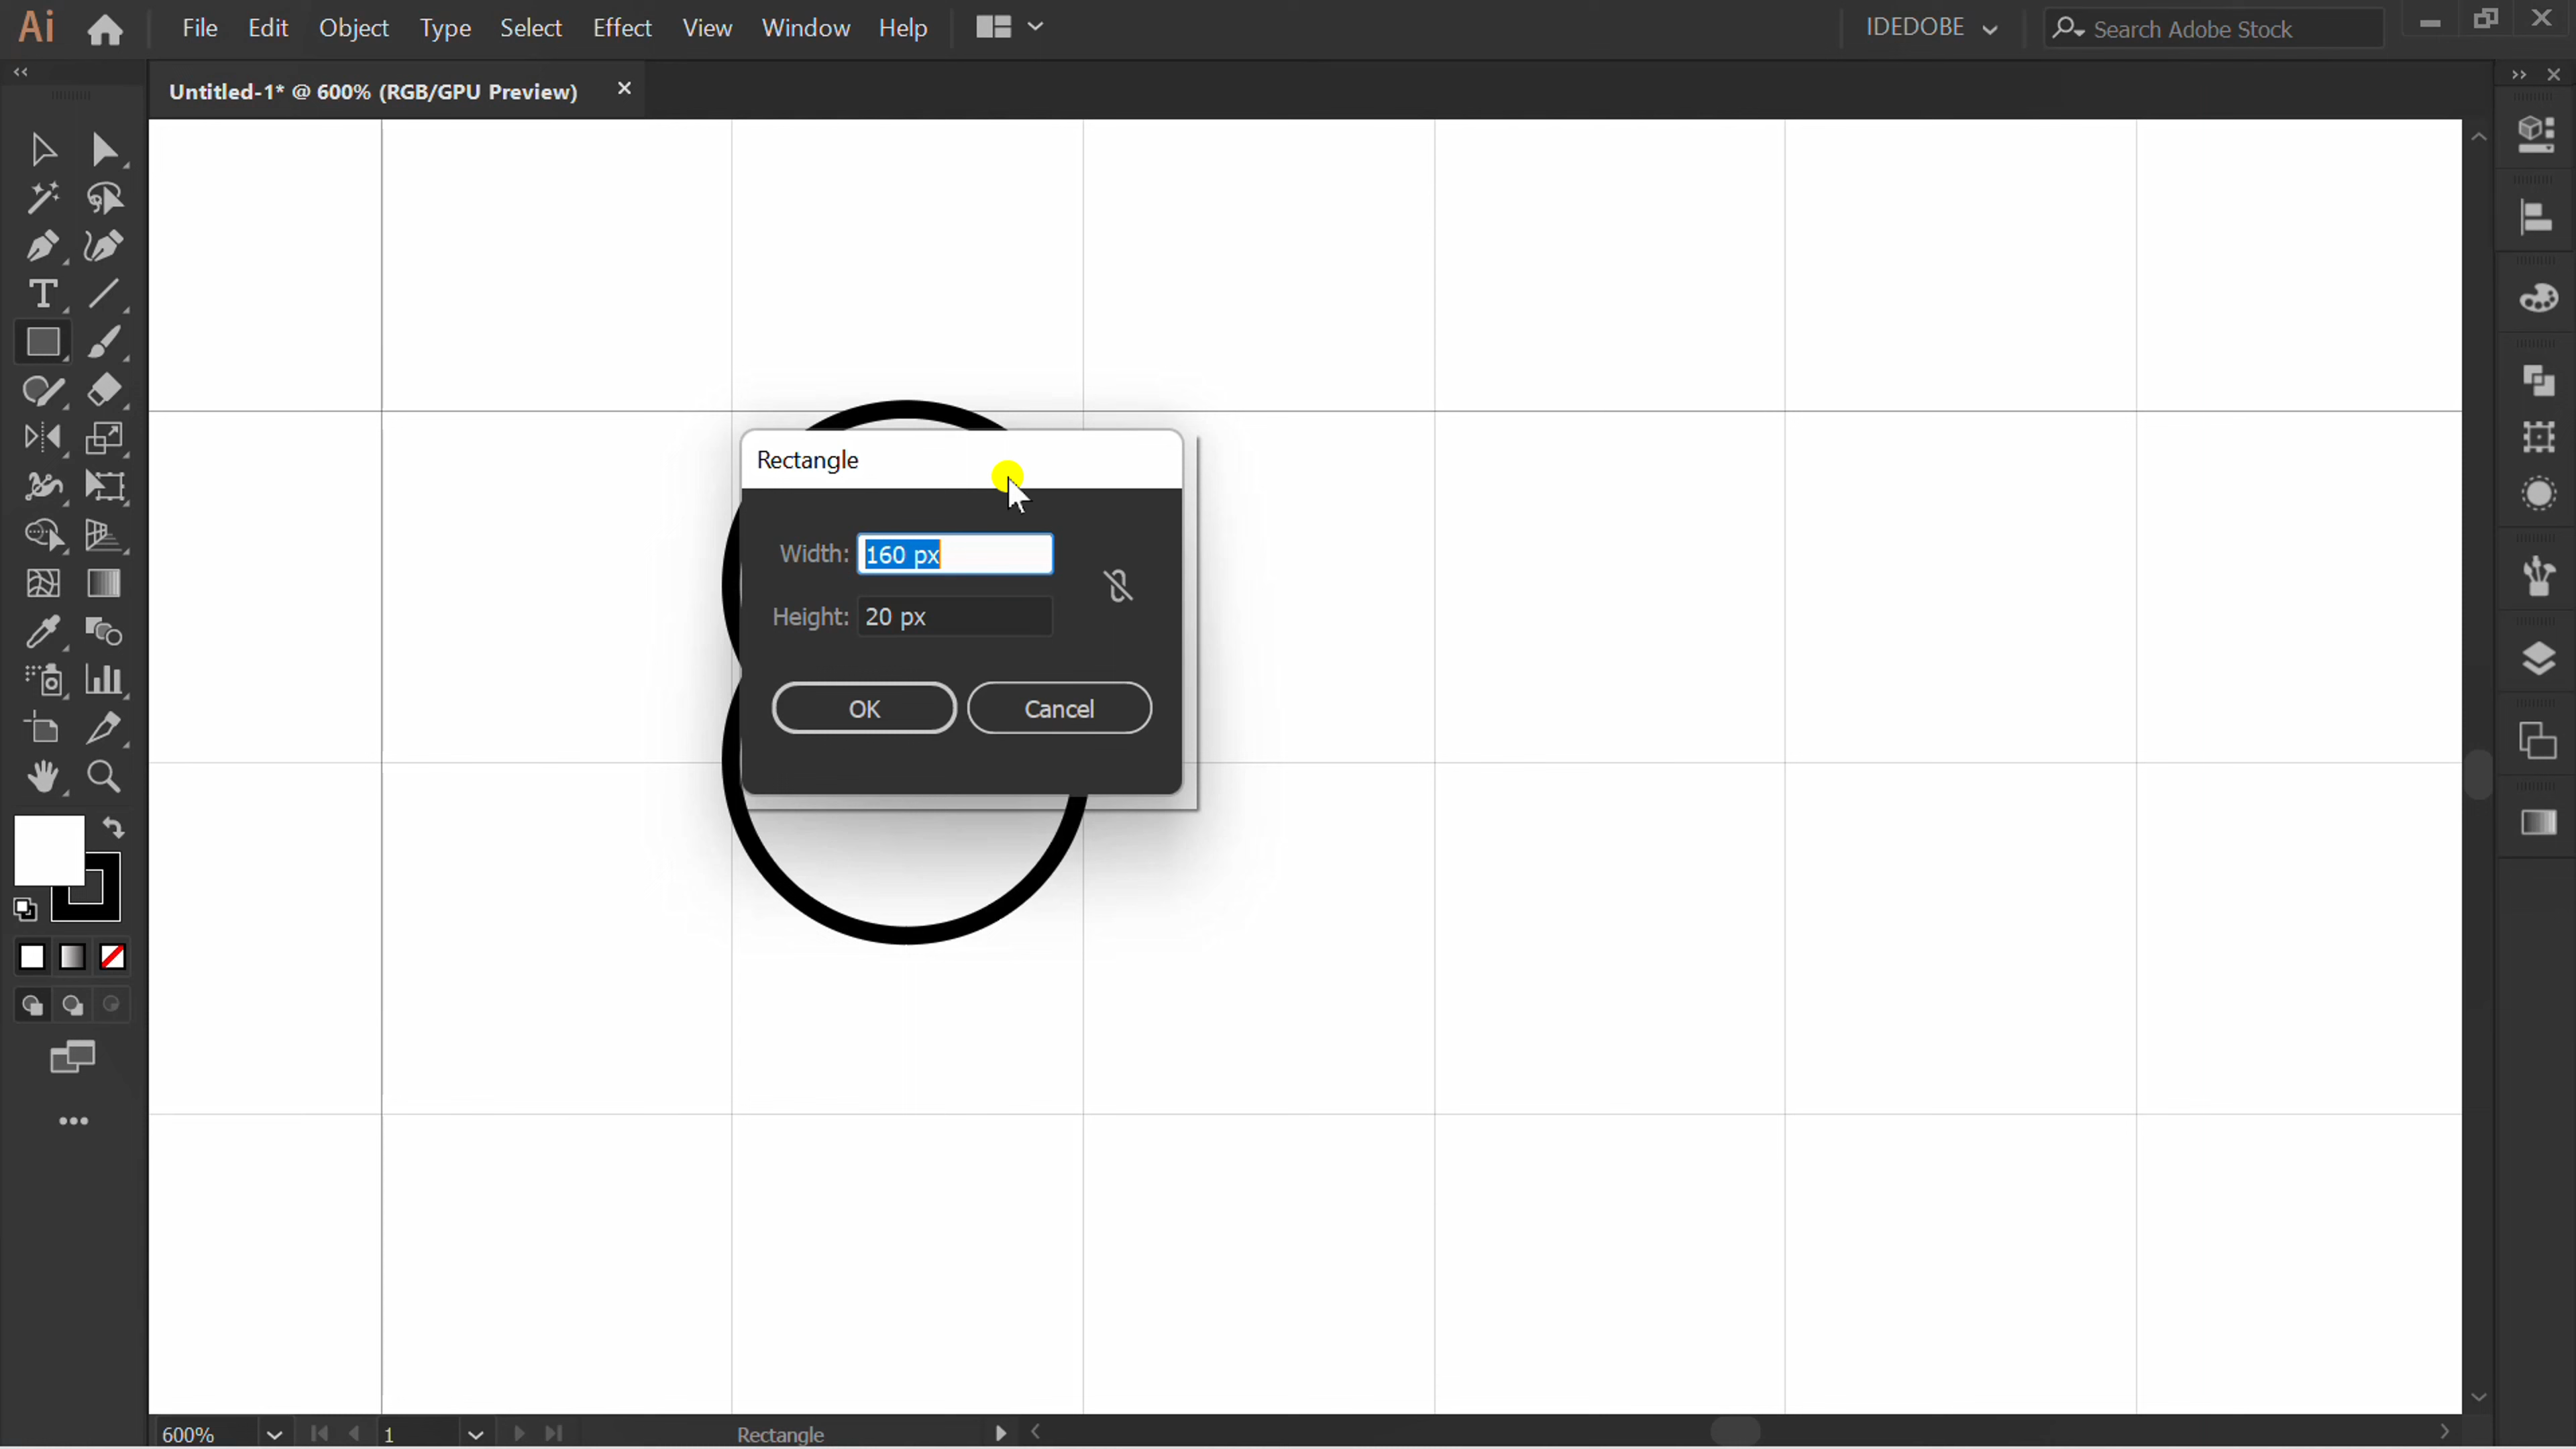 Ai File Edit Object Type Select Effect View Window Help IDEDOBE Search Adobe Stock
Untitled-1* @ 600% (RGB/GPU Preview)
Rectangle
Width: 160 px
Height: 20 px
OK Cancel
600% 1 Rectangle